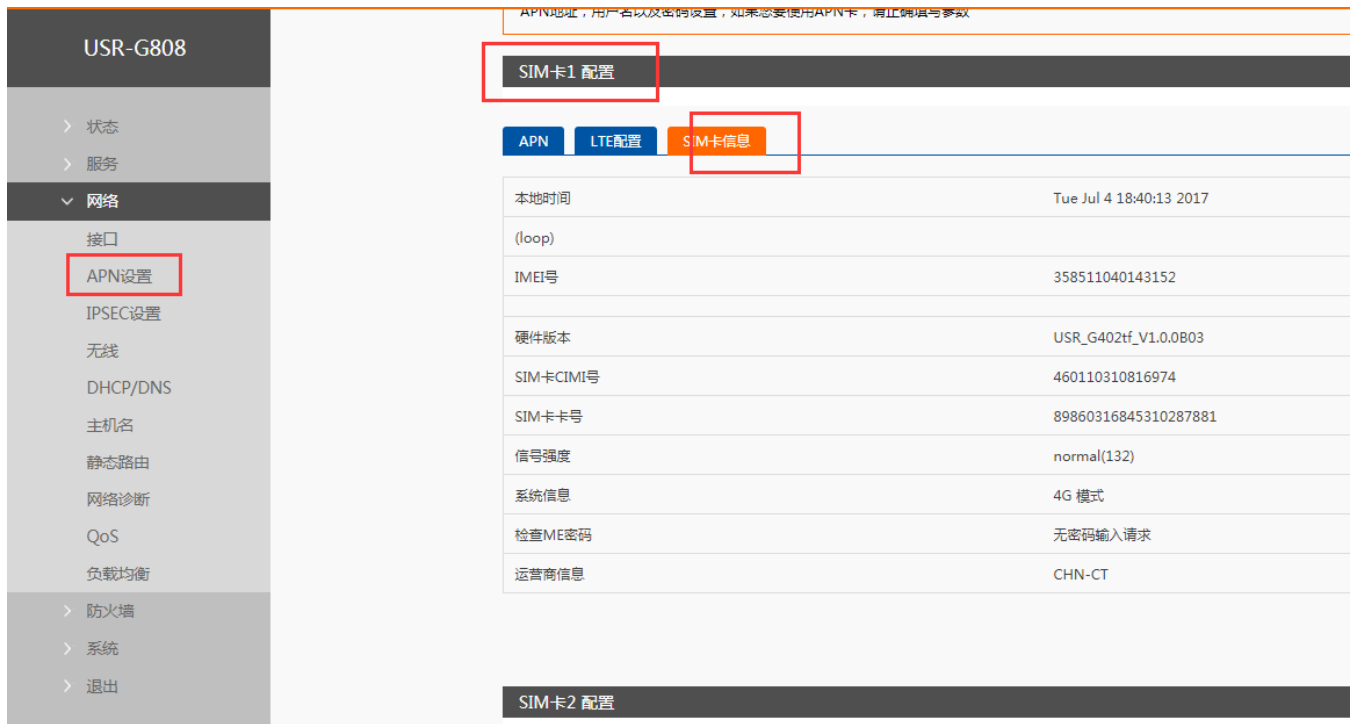 APN地址，用户名以及密码设置，如果您要使用APN卡，请正确填写参数
USR-G808
状态
服务
网络
接口
APN设置
IPSEC设置
无线
DHCP/DNS
主机名
静态路由
网络诊断
QoS
负载均衡
防火墙
系统
退出
SIM卡1 配置
APN LTE配置 SIM卡信息
本地时间 Tue Jul 4 18:40:13 2017
(loop)
IMEI号 358511040143152
硬件版本 USR_G402tf_V1.0.0B03
SIM卡CIMI号 460110310816974
SIM卡卡号 89860316845310287881
信号强度 normal(132)
系统信息 4G 模式
检查ME密码 无密码输入请求
运营商信息 CHN-CT
SIM卡2 配置